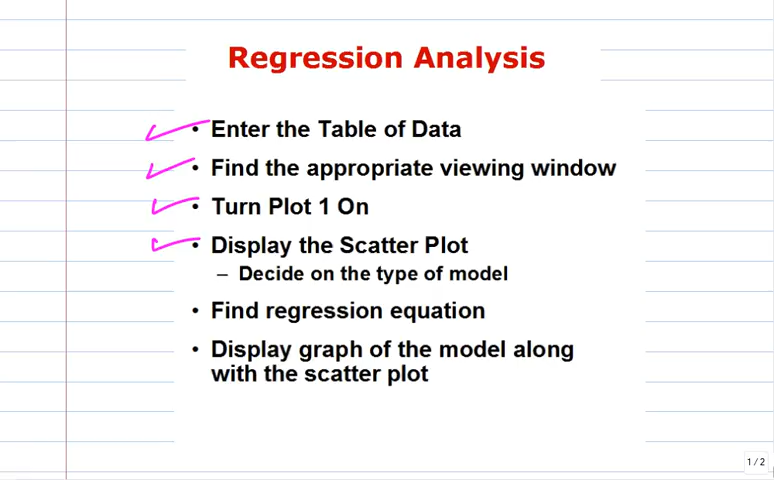 Regression Analysis
• Enter the Table of Data
• Find the appropriate viewing window
• Turn Plot 1 On
• Display the Scatter Plot
– Decide on the type of model
• Find regression equation
• Display graph of the model along
with the scatter plot
1 / 2